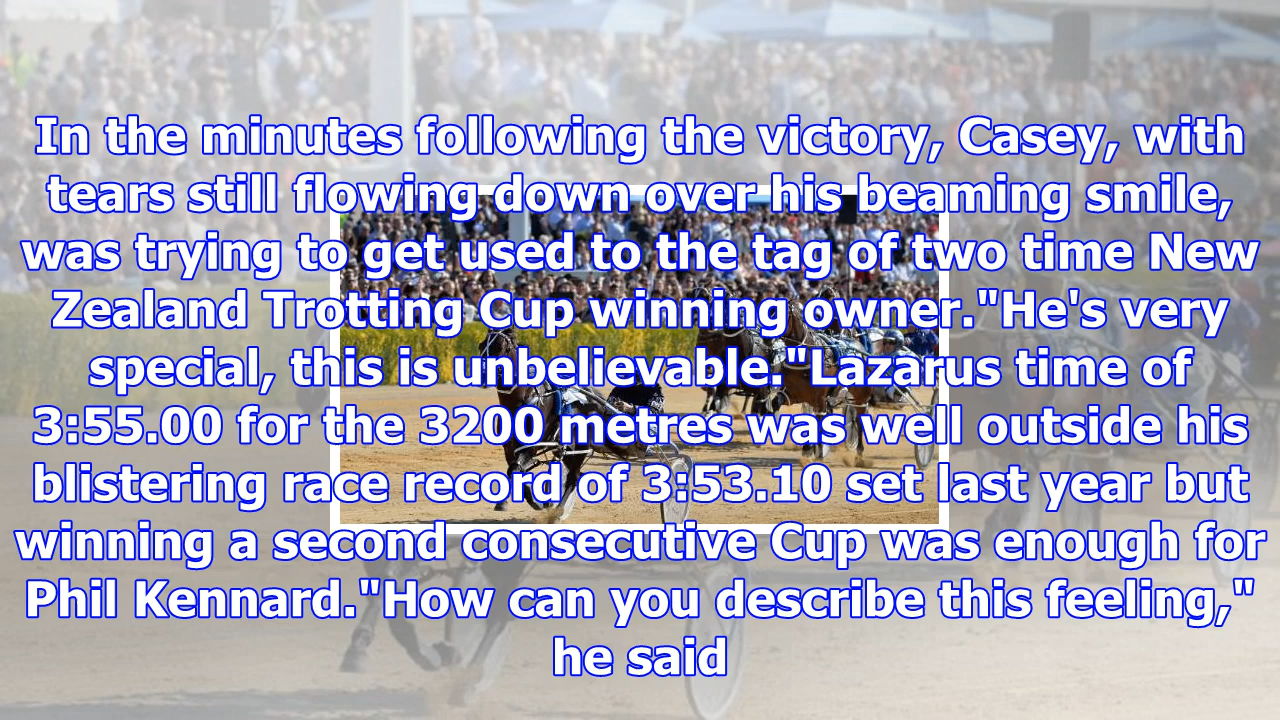 In the minutes following the victory, Casey, with
tears still flowing down over his beaming smile,
was trying to get used to the tag of two time New
Zealand Trotting Cup winning owner."He's very
special, this is unbelievable."Lazarus time of
3:55.00 for the 3200 metres was well outside his
blistering race record of 3:53.10 set last year but
winning a second consecutive Cup was enough for
Phil Kennard."How can you describe this feeling,"
he said